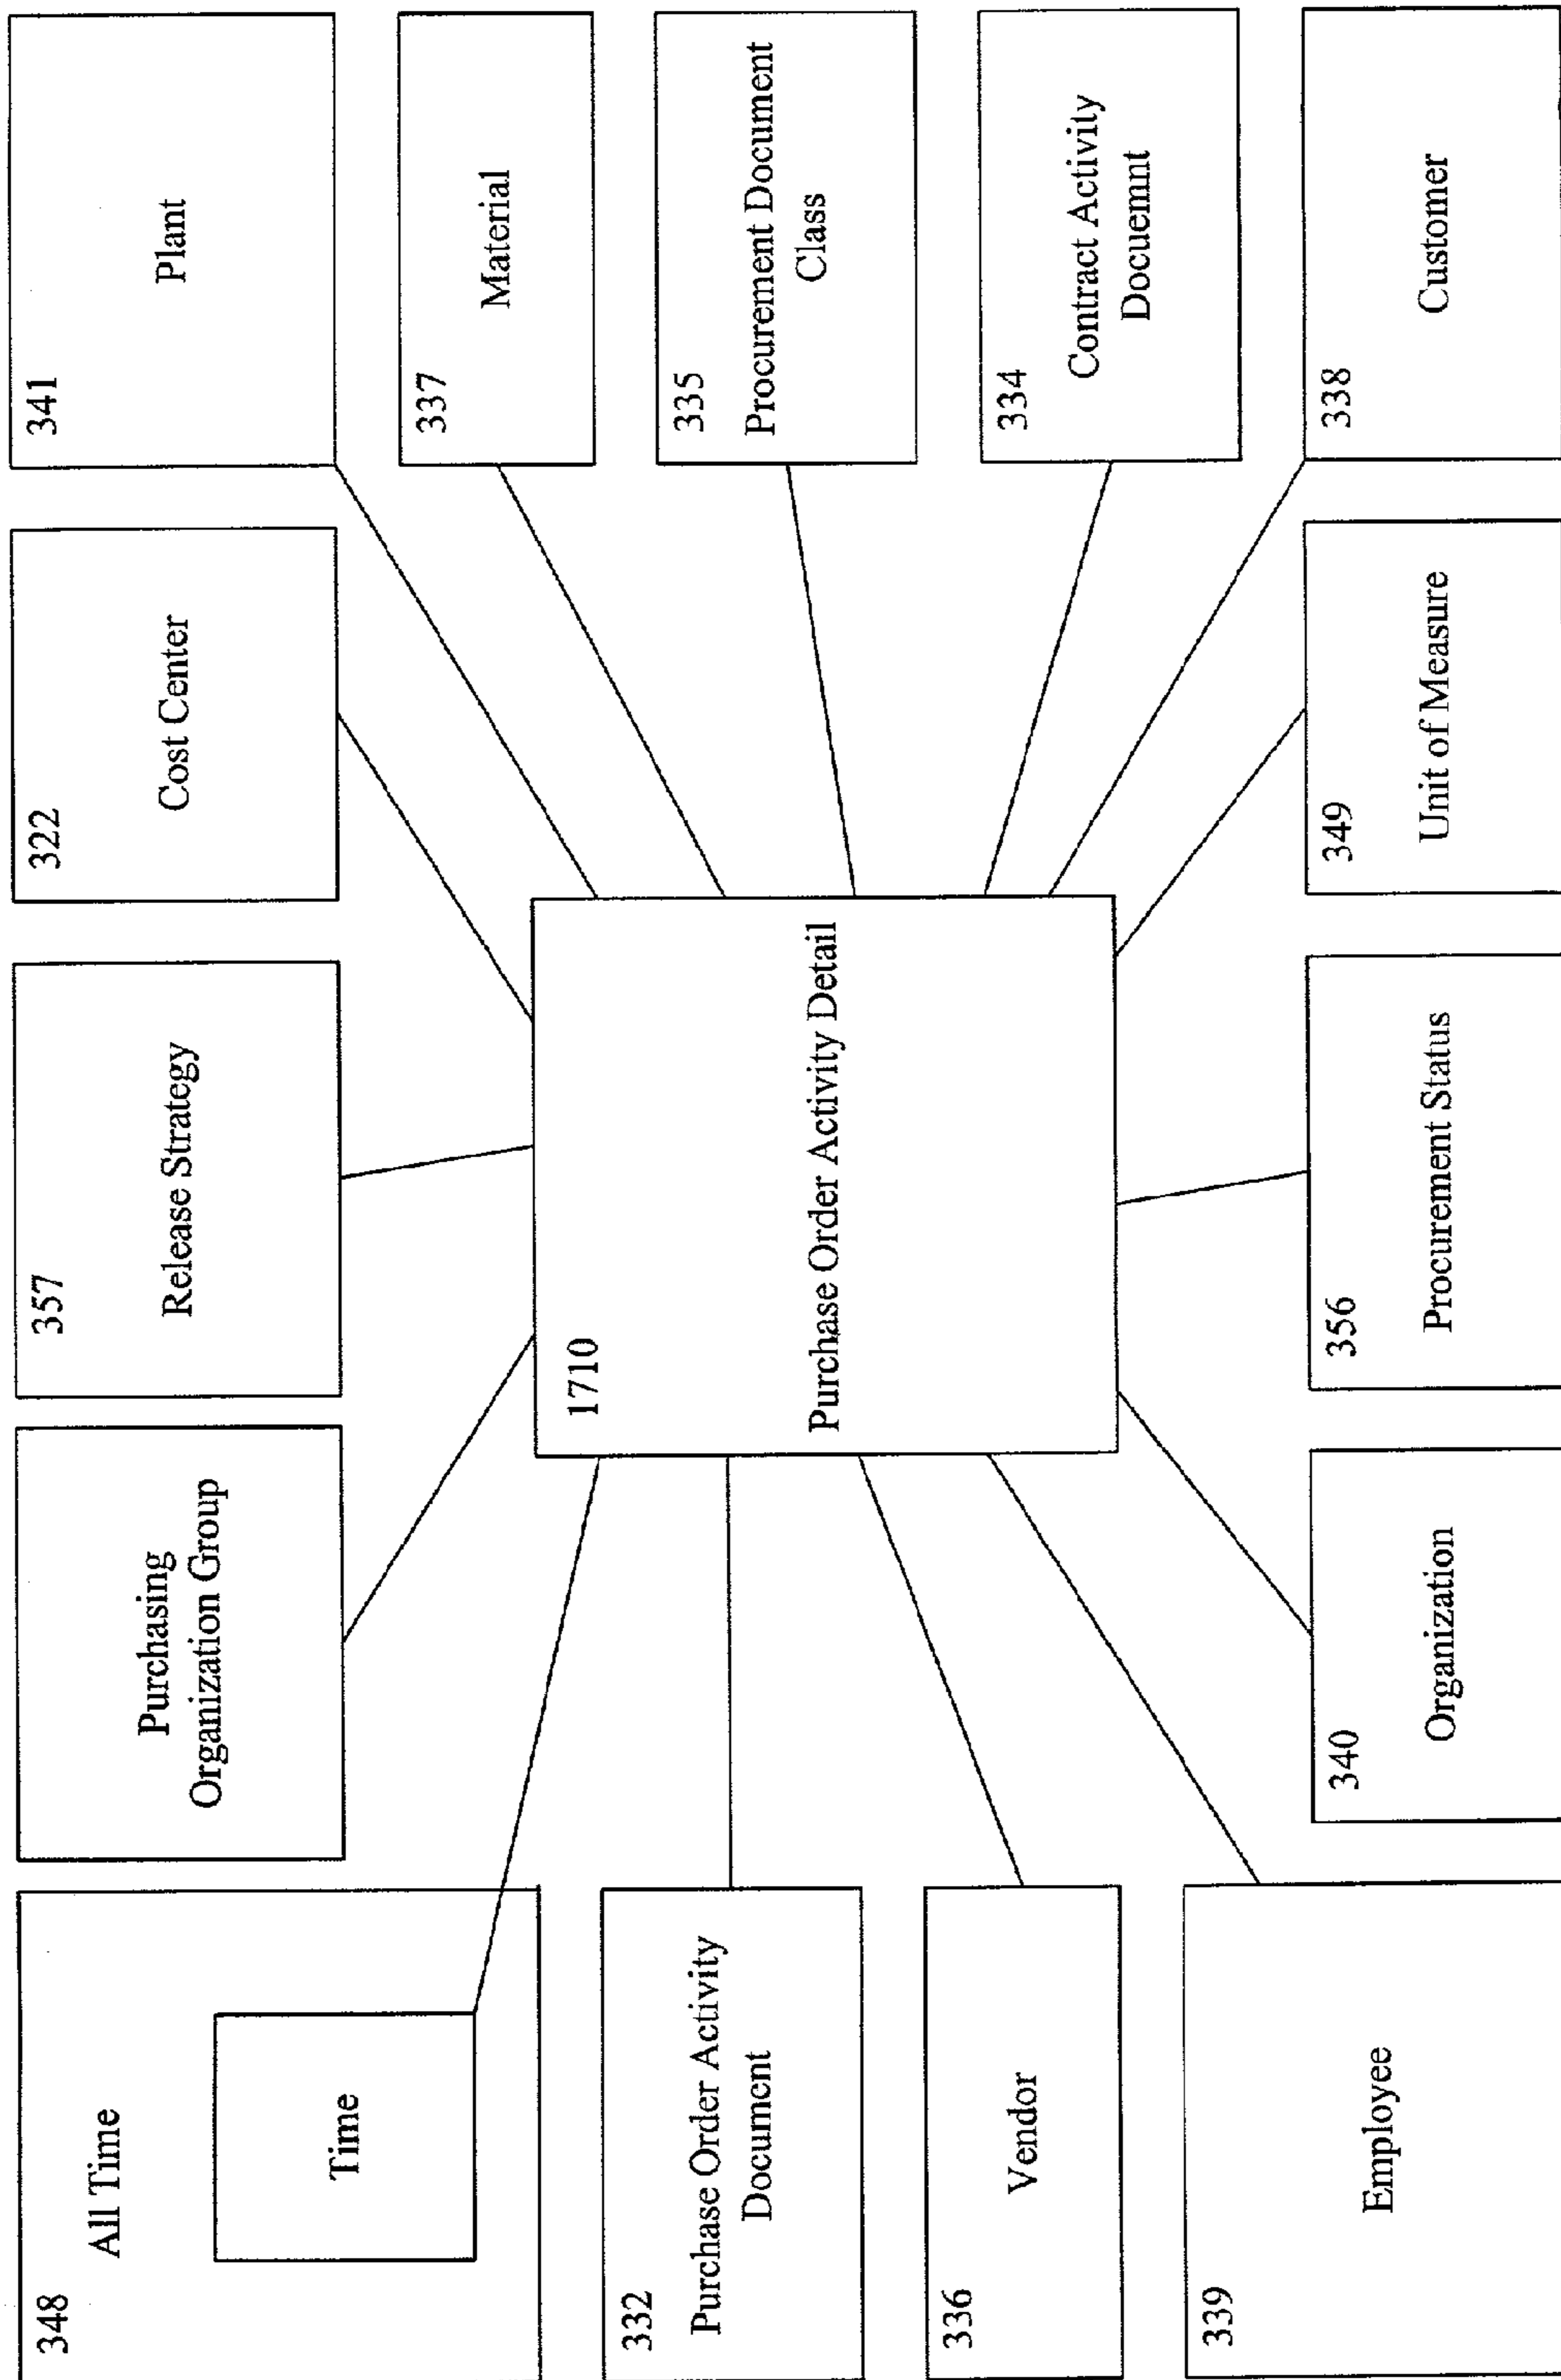 348
All Time
Time
Purchasing
Organization Group
357
Release Strategy
322
Cost Center
341
Plant
332
Purchase Order Activity
Document
336
Vendor
339
Employee
1710
Purchase Order Activity Detail
337
Material
335
Procurement Document
Class
334
Contract Activity
Docuemnt
340
Organization
356
Procurement Status
349
Unit of Measure
338
Customer